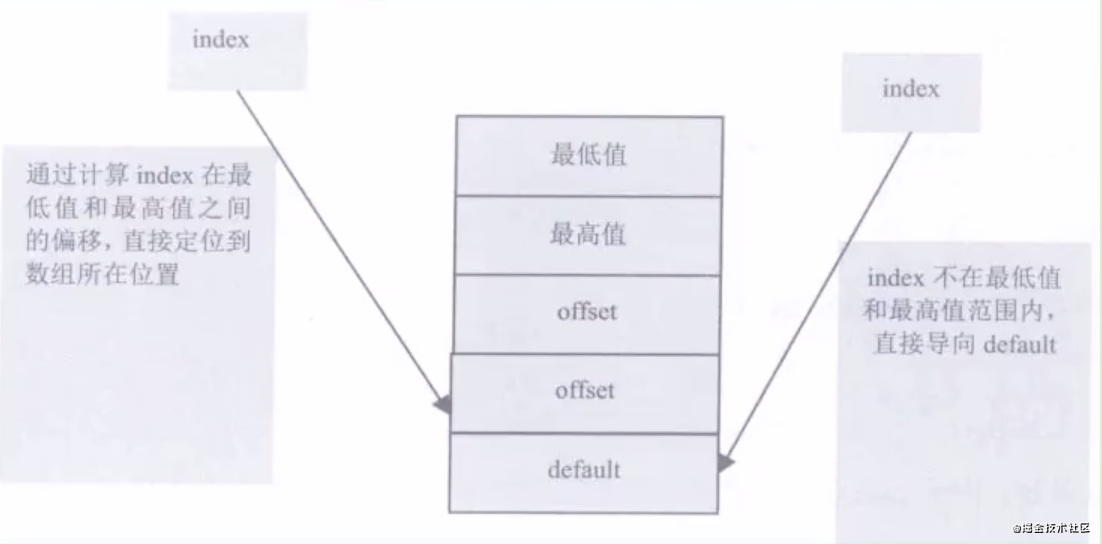 index
index
通过计算 index 在最
低值和最高值之间
的偏移，直接定位到
数组所在位置
最低值
最高值
offset
offset
default
index 不在最低值
和最高值范围内，
直接导向 default
@掘金技术社区